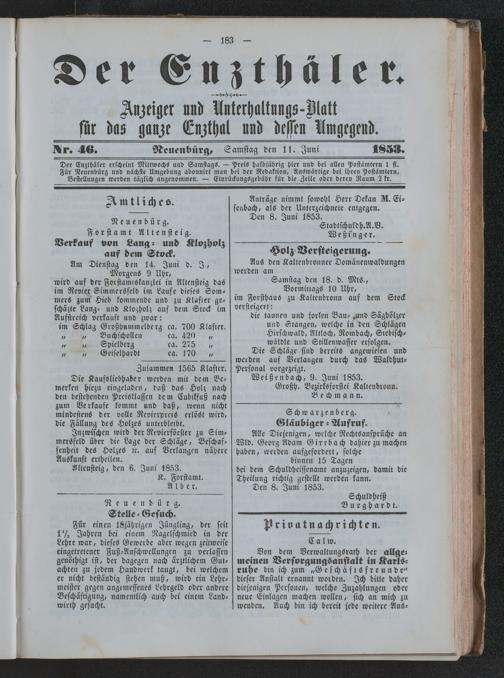 — 183 —
Der Enzthäler.
Anzeiger und Unterhaltungs-Blatt
für das ganze Enzthal und dessen Umgegend.
Nr. 46. Neuenbürg, Samstag den 11. Juni 1853.
Der Enzthäler erscheint Mittwochs und Samstags. — Preis halbjährig hier und bei allen Postämtern 1 fl.
Für Neuenbürg und nächste Umgebung abonnirt man bei der Redaktion, Auswärtige bei ihren Postämtern.
Bestellungen werden täglich angenommen. — Einrückungsgebühr für die Zeile oder deren Raum 2 kr.
Amtliches.
Neuenbürg.
Forstamt Altensteig.
Verkauf von Lang- und Klozholz
auf dem Stock.
Am Dienstag den 14. Juni d. J.,
Morgens 9 Uhr,
wird auf der Forstamtskanzlei in Altensteig das
im Revier Simmersfeld im Laufe dieses Som-
mers zum Hieb kommende und zu Klafter ge-
schätzte Lang- und Klozholz auf dem Stock im
Aufstreich verkauft und zwar:
im Schlag Großhummelberg ca. 700 Klafter.
„ „ Buchschollen ca. 420 „
„ „ Spielberg ca. 275 „
„ „ Geiselhardt ca. 170 „
Zusammen 1565 Klafter.
Die Kaufsliebhaber werden mit dem Be-
merken hiezu eingeladen, daß das Holz nach
den bestehenden Preisklassen dem Cubikfuß nach
zum Verkaufe kommt und daß, wenn nicht
mindestens der volle Revierpreis erlöst wird,
die Fällung des Holzes unterbleibt.
Inzwischen wird der Revierförster zu Sim-
mersfeld über die Lage der Schläge, Beschaf-
fenheit des Holzes ꝛc. auf Verlangen nähere
Auskunft ertheilen.
Altensteig, den 6. Juni 1853.
K. Forstamt.
Alber.
Neuenbürg.
Stelle-Gesuch.
Für einen 18jährigen Jüngling, der seit
1½ Jahren bei einem Nagelschmid in der
Lehre war, dieses Gewerbe aber wegen zeitweise
eingetretener Fuß-Anschwellungen zu verlassen
genöthigt ist, der dagegen nach ärztlichem Gut-
achten zu jedem Handwerk taugt, bei welchem
er nicht beständig stehen muß, wird ein Lehr-
meister gegen angemessenes Lehrgeld oder andere
Beschäftigung, namentlich auch bei einem Land-
wirth gesucht.
Anträge nimmt sowohl Herr Dekan M. Ei-
senbach, als der Unterzeichnete entgegen.
Den 8. Juni 1853.
Stadtschuldh.A.V.
Weßinger.
Holz-Versteigerung.
Aus den Kaltenbronner Domänenwaldungen
werden am
Samstag den 18. d. Mts.,
Vormittags 10 Uhr,
im Forsthaus zu Kaltenbronn auf dem Stock
versteigert:
die tannen und forlen Bau- und Säghölzer
und Stangen, welche in den Schlägen
Hirschwald, Altloch, Rombach, Stebisch-
wäldle und Stillenwasser erfolgen.
Die Schläge sind bereits angewiesen und
werden auf Verlangen durch das Waldhut-
Personal vorgezeigt.
Weißenbach, 9. Juni 1853.
Großh. Bezirksforstei Kaltenbronn.
Bechmann.
Schwarzenberg.
Gläubiger-Aufruf.
Alle Diejenigen, welche Rechtsansprüche an
Wld. Georg Adam Girrbach dahier zu machen
haben, werden aufgefordert, solche
binnen 15 Tagen
bei dem Schuldheißenamt anzuzeigen, damit die
Theilung richtig gestellt werden kann.
Den 8. Juni 1853.
Schuldheiß
Burghardt.
Privatnachrichten.
Calw.
Von dem Verwaltungsrath der allge-
meinen Versorgungsanstalt in Karls-
ruhe bin ich zum "Geschäftsfreunde"
dieser Anstalt ernannt worden. Ich bitte daher
diejenigen Personen, welche Zuzahlungen oder
neue Einlagen machen wollen, sich an mich zu
wenden. Auch bin ich bereit jede weitere Aus-